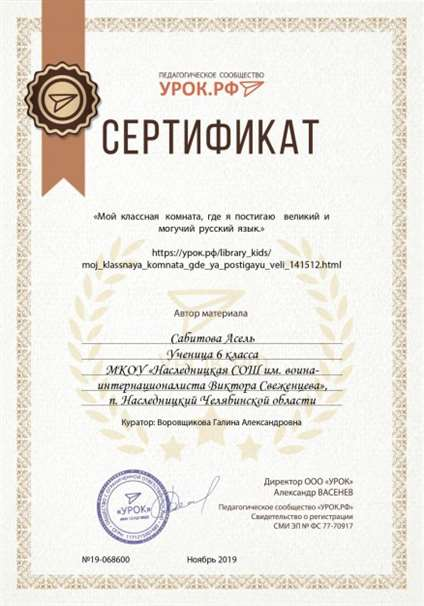 ПЕДАГОГИЧЕСКОЕ СООБЩЕСТВО
УРОК.РФ
СЕРТИФИКАТ
«Мой классная комната, где я постигаю великий и
могучий русский язык.»
https://урок.рф/library_kids/
moj_klassnaya_komnata_gde_ya_postigayu_veli_141512.html
Автор материала
Сабитова Асель
Ученица 6 класса
МКОУ «Наследницкая СОШ им. воина-
интернационалиста Виктора Свеженцева»,
п. Наследницкий Челябинской области
Куратор: Воровщикова Галина Александровна
Директор ООО «УРОК»
Александр ВАСЕНЕВ
Педагогическое сообщество «УРОК.РФ»
Свидетельство о регистрации
СМИ ЭЛ № ФС 77-70917
«УРОК»
№19-068600
Ноябрь 2019